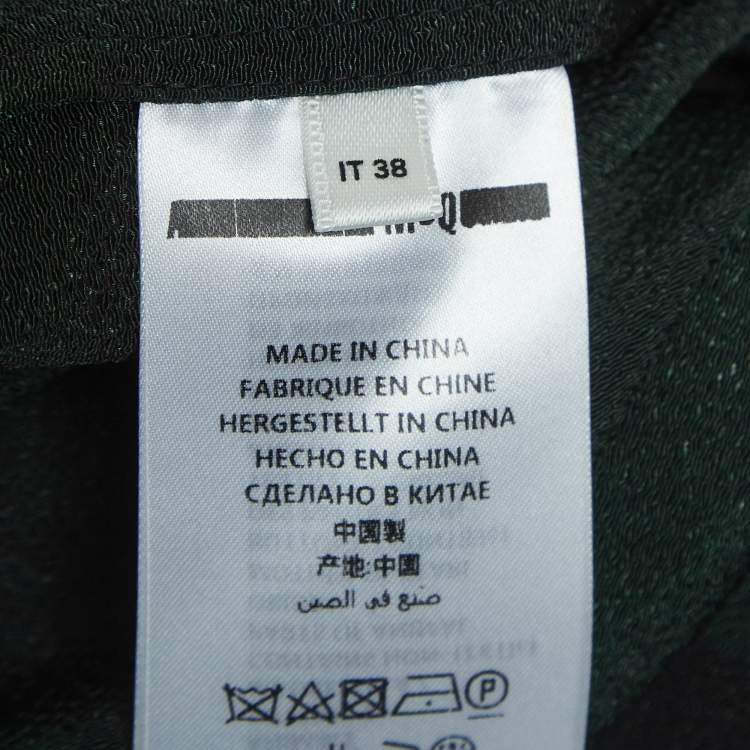 IT 38
McQ
MADE IN CHINA
FABRIQUE EN CHINE
HERGESTELLT IN CHINA
HECHO EN CHINA
СДЕЛАНО В КИТАЕ
中国製
产地:中国
صنع في الصين
P